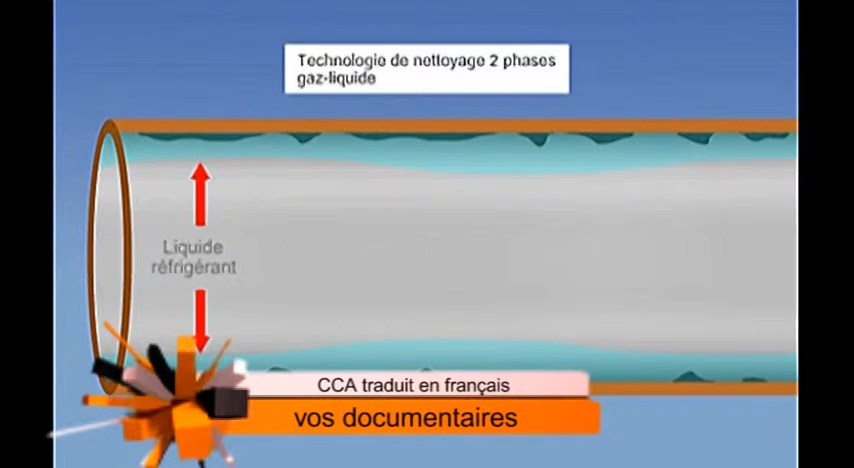 Technologie de nettoyage 2 phases
gaz-liquide
Liquide
réfrigérant
CCA traduit en français
vos documentaires